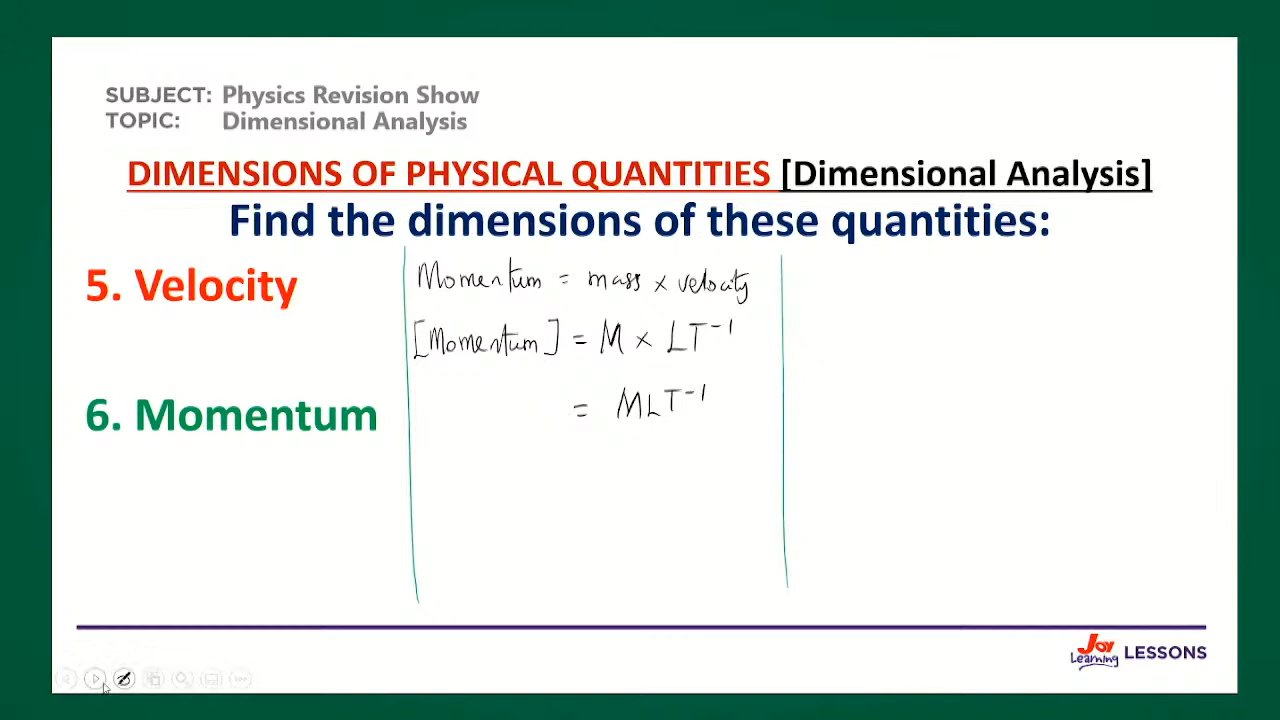 SUBJECT: Physics Revision Show
TOPIC: Dimensional Analysis
DIMENSIONS OF PHYSICAL QUANTITIES [Dimensional Analysis]
Find the dimensions of these quantities:
5. Velocity
6. Momentum
Momentum = mass × velocity
[Momentum] = M × LT⁻¹
= MLT⁻¹
Joy Learning LESSONS